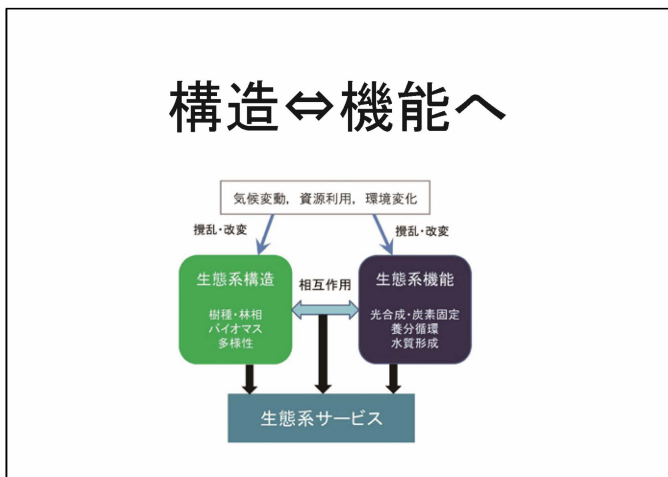 構造⇔機能へ
気候変動，資源利用，環境変化
攪乱・改変
攪乱・改変
生態系構造
相互作用
生態系機能
樹種・林相
バイオマス
多様性
光合成・炭素固定
養分循環
水質形成
生態系サービス